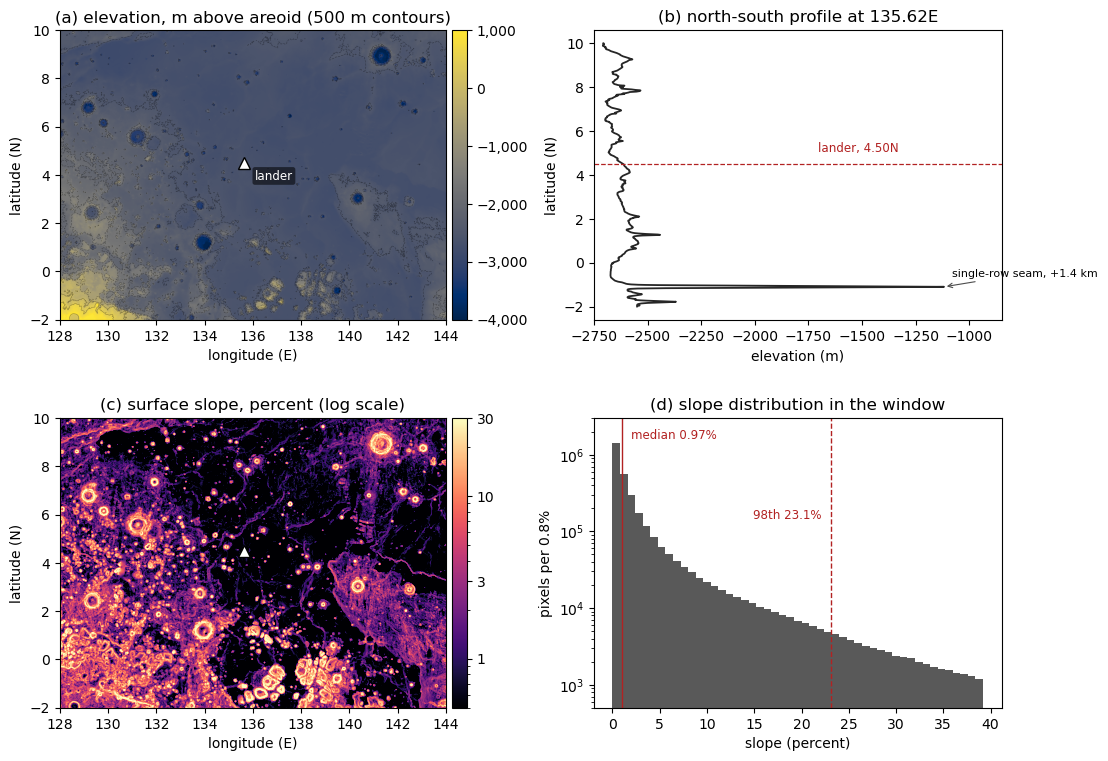 (a) elevation, m above areoid (500 m contours)
10
8
6
4
2
0
−2
latitude (N)
128 130 132 134 136 138 140 142 144
longitude (E)
lander
1,000
0
−1,000
−2,000
−3,000
−4,000
(b) north-south profile at 135.62E
10
8
6
4
2
0
−2
latitude (N)
lander, 4.50N
single-row seam, +1.4 km
−2750 −2500 −2250 −2000 −1750 −1500 −1250 −1000
elevation (m)
(c) surface slope, percent (log scale)
10
8
6
4
2
0
−2
latitude (N)
128 130 132 134 136 138 140 142 144
longitude (E)
30
10
3
1
(d) slope distribution in the window
median 0.97%
98th 23.1%
10⁶
10⁵
10⁴
10³
pixels per 0.8%
0 5 10 15 20 25 30 35 40
slope (percent)